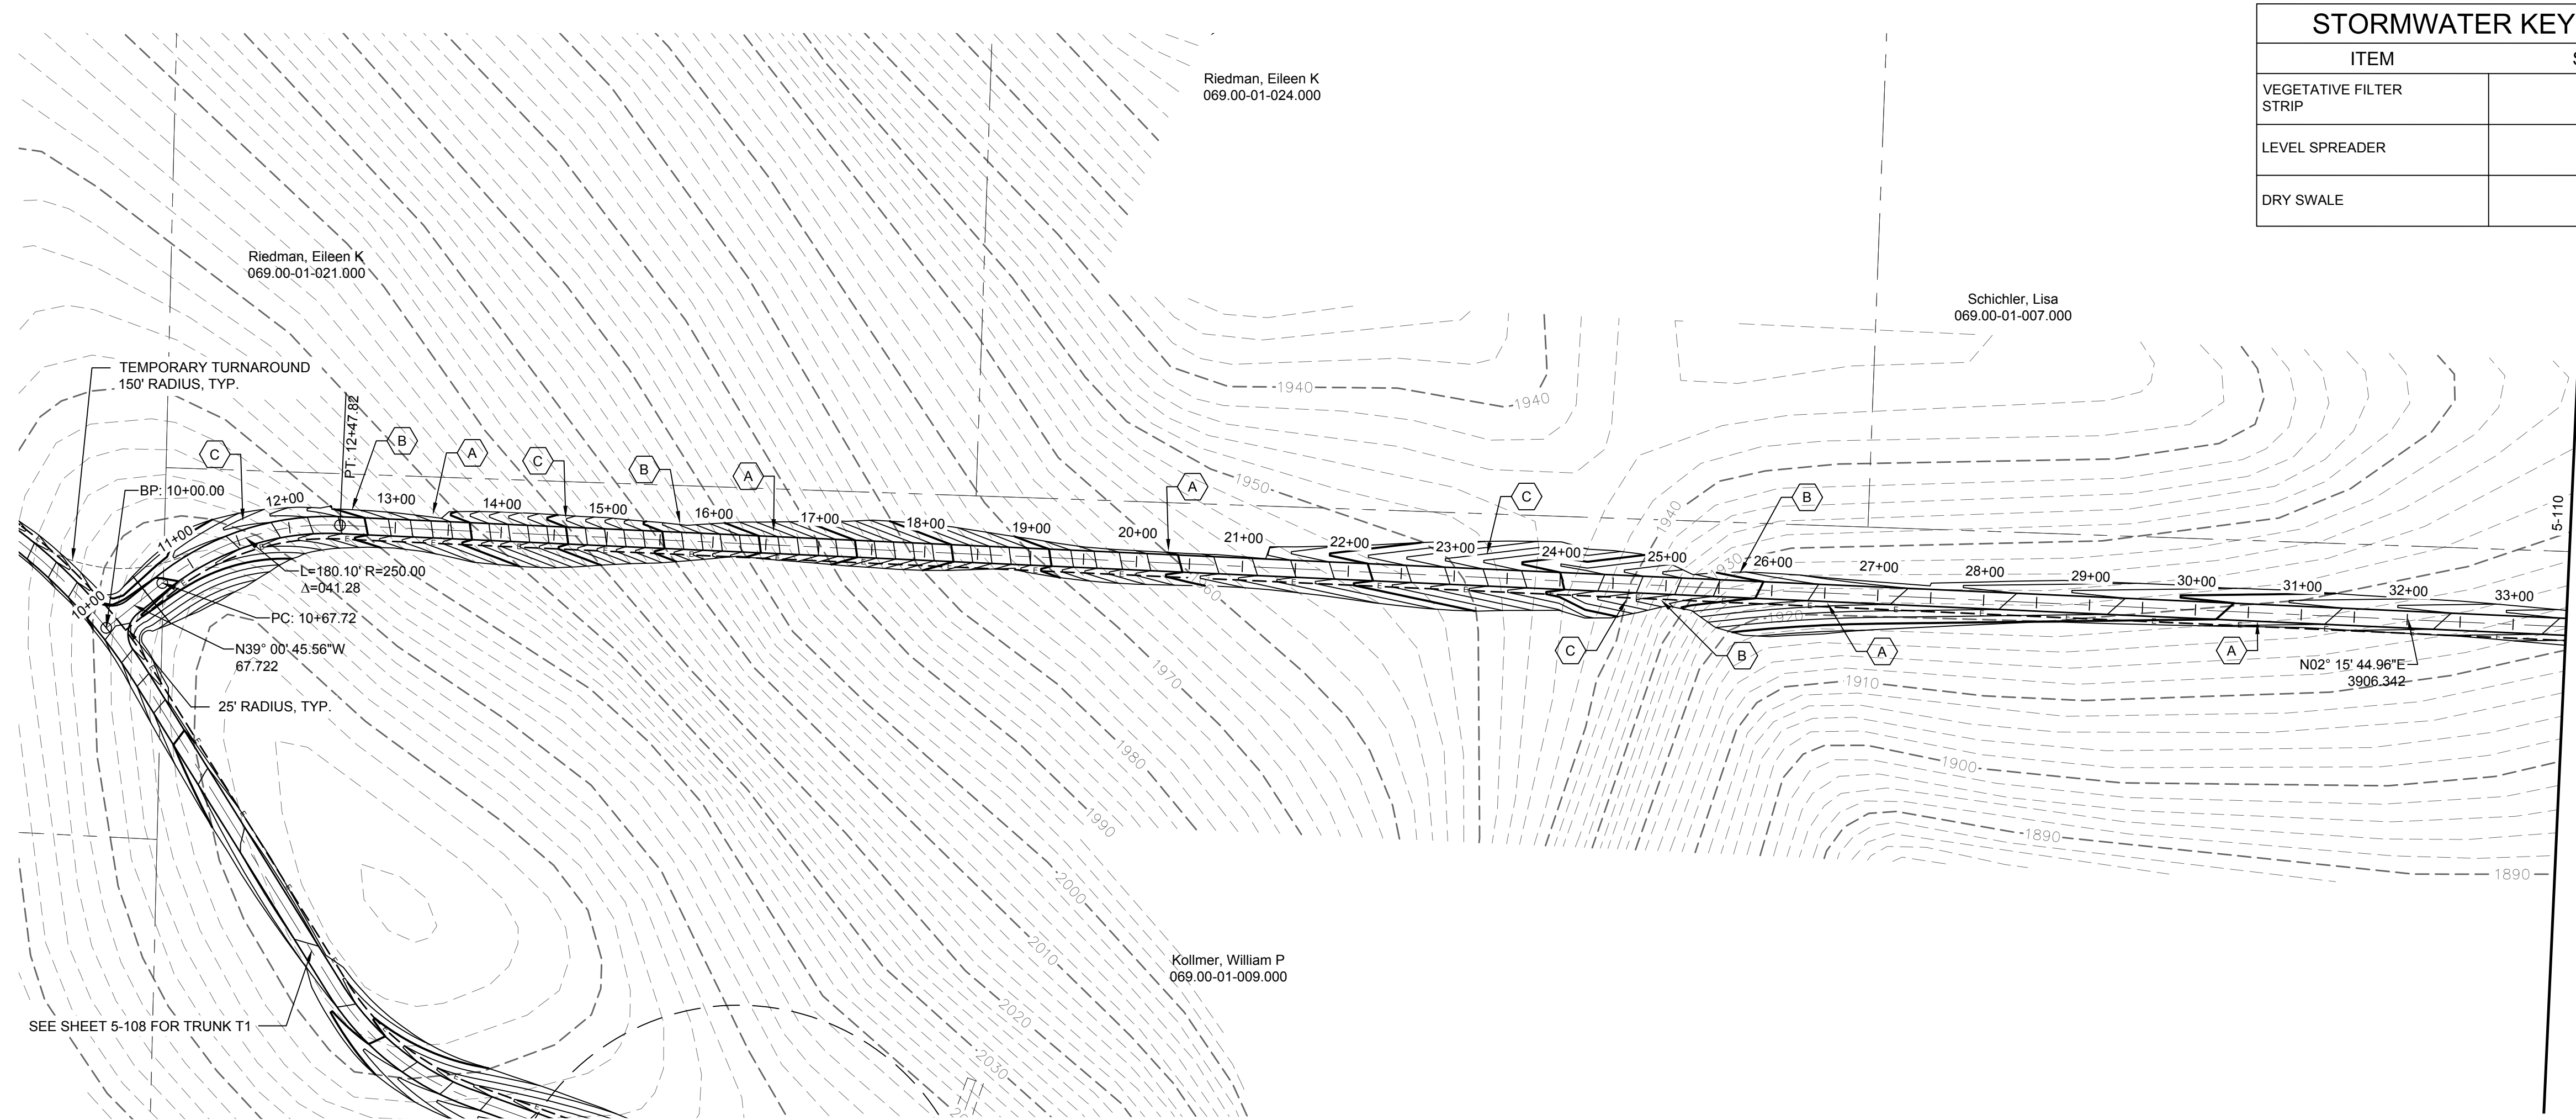 STORMWATER KEY
ITEM
S
VEGETATIVE FILTER
STRIP
LEVEL SPREADER
DRY SWALE
Riedman, Eileen K
069.00-01-024.000
Riedman, Eileen K
069.00-01-021.000
Schichler, Lisa
069.00-01-007.000
TEMPORARY TURNAROUND
150' RADIUS, TYP.
1940
1940
PT: 12+47.82
C
B
A
C
B
A
A
C
B
BP: 10+00.00
1950
1940
5-110
10+00
11+00
12+00
13+00
14+00
15+00
16+00
17+00
18+00
19+00
20+00
21+00
22+00
23+00
24+00
25+00
26+00
27+00
28+00
29+00
30+00
31+00
32+00
33+00
L=180.10' R=250.00
Δ=041.28
PC: 10+67.72
N39° 00' 45.56"W
67.722
25' RADIUS, TYP.
1930
1920
C
B
A
A
N02° 15' 44.96"E
3906.342
1970
1910
1980
1900
1990
1890
1890
2000
2010
Kollmer, William P
069.00-01-009.000
2020
2030
SEE SHEET 5-108 FOR TRUNK T1